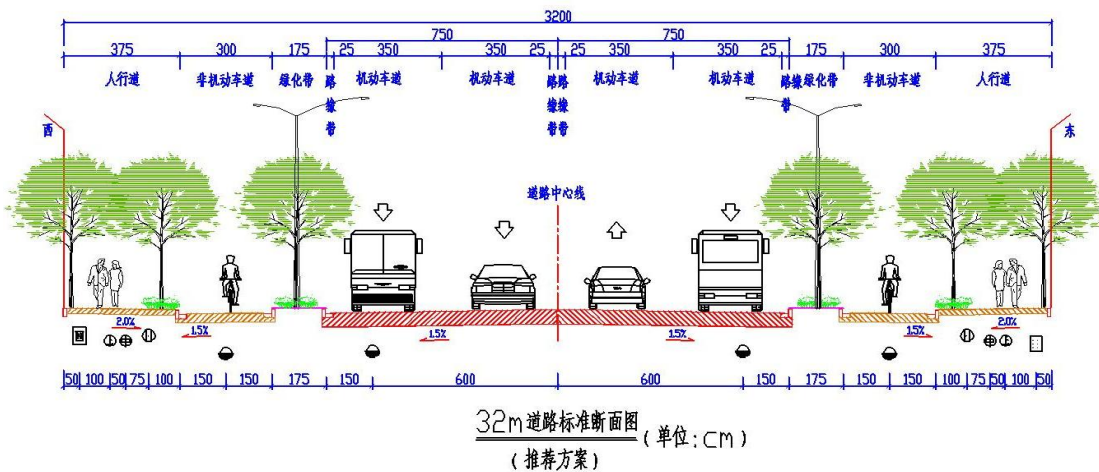 3200
750 750
375 300 175 25 350 350 25 25 350 350 25 175 300 375
人行道 非机动车道 绿化带 路缘带 机动车道 机动车道 路缘带 路缘带 机动车道 机动车道 路缘带 绿化带 非机动车道 人行道
西 东
道路中心线
2.0% 1.5% 1.5% 1.5% 2.0%
50 100 50 75 100 150 150 175 150 600 600 150 175 150 150 100 75 50 100 50
32m道路标准断面图(单位:cm)
(推荐方案)